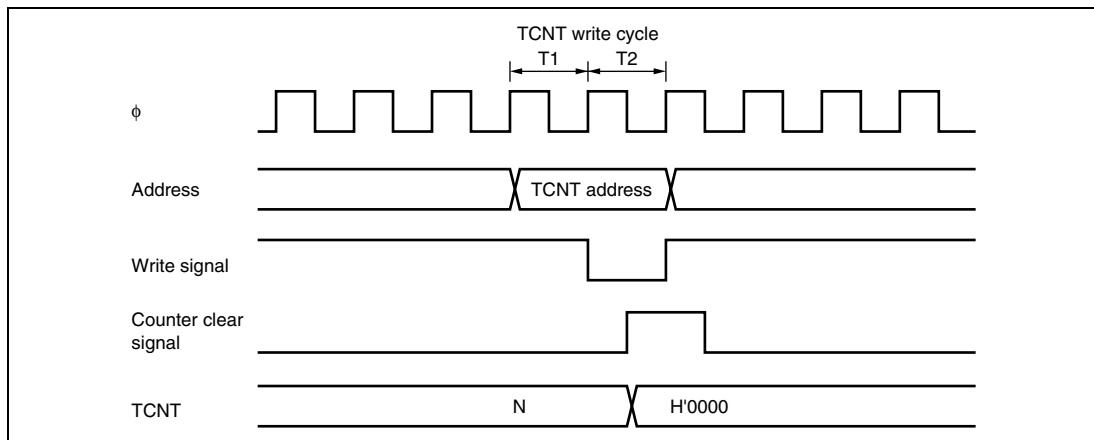 TCNT write cycle
T1 T2
ϕ
Address
TCNT address
Write signal
Counter clear
signal
TCNT
N
H'0000